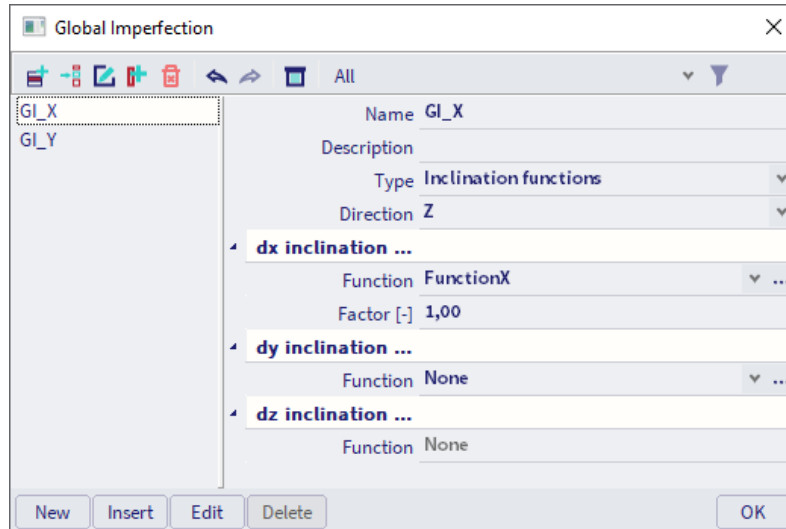 Global Imperfection
All
GI_X
GI_Y
Name GI_X
Description
Type Inclination functions
Direction Z
dx inclination ...
Function FunctionX ...
Factor [-] 1,00
dy inclination ...
Function None ...
dz inclination ...
Function None
New Insert Edit Delete OK